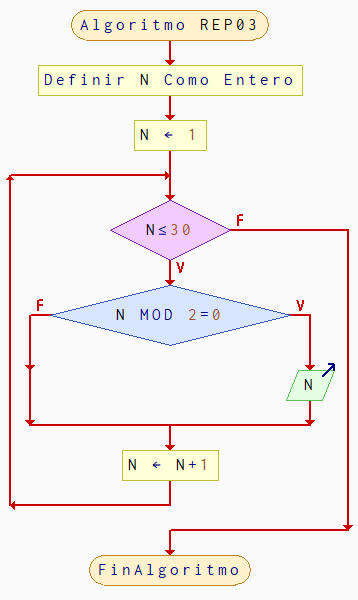 Algoritmo REP03
Definir N Como Entero
N ← 1
N≤30
F
V
N MOD 2=0
F
V
N
N ← N+1
FinAlgoritmo